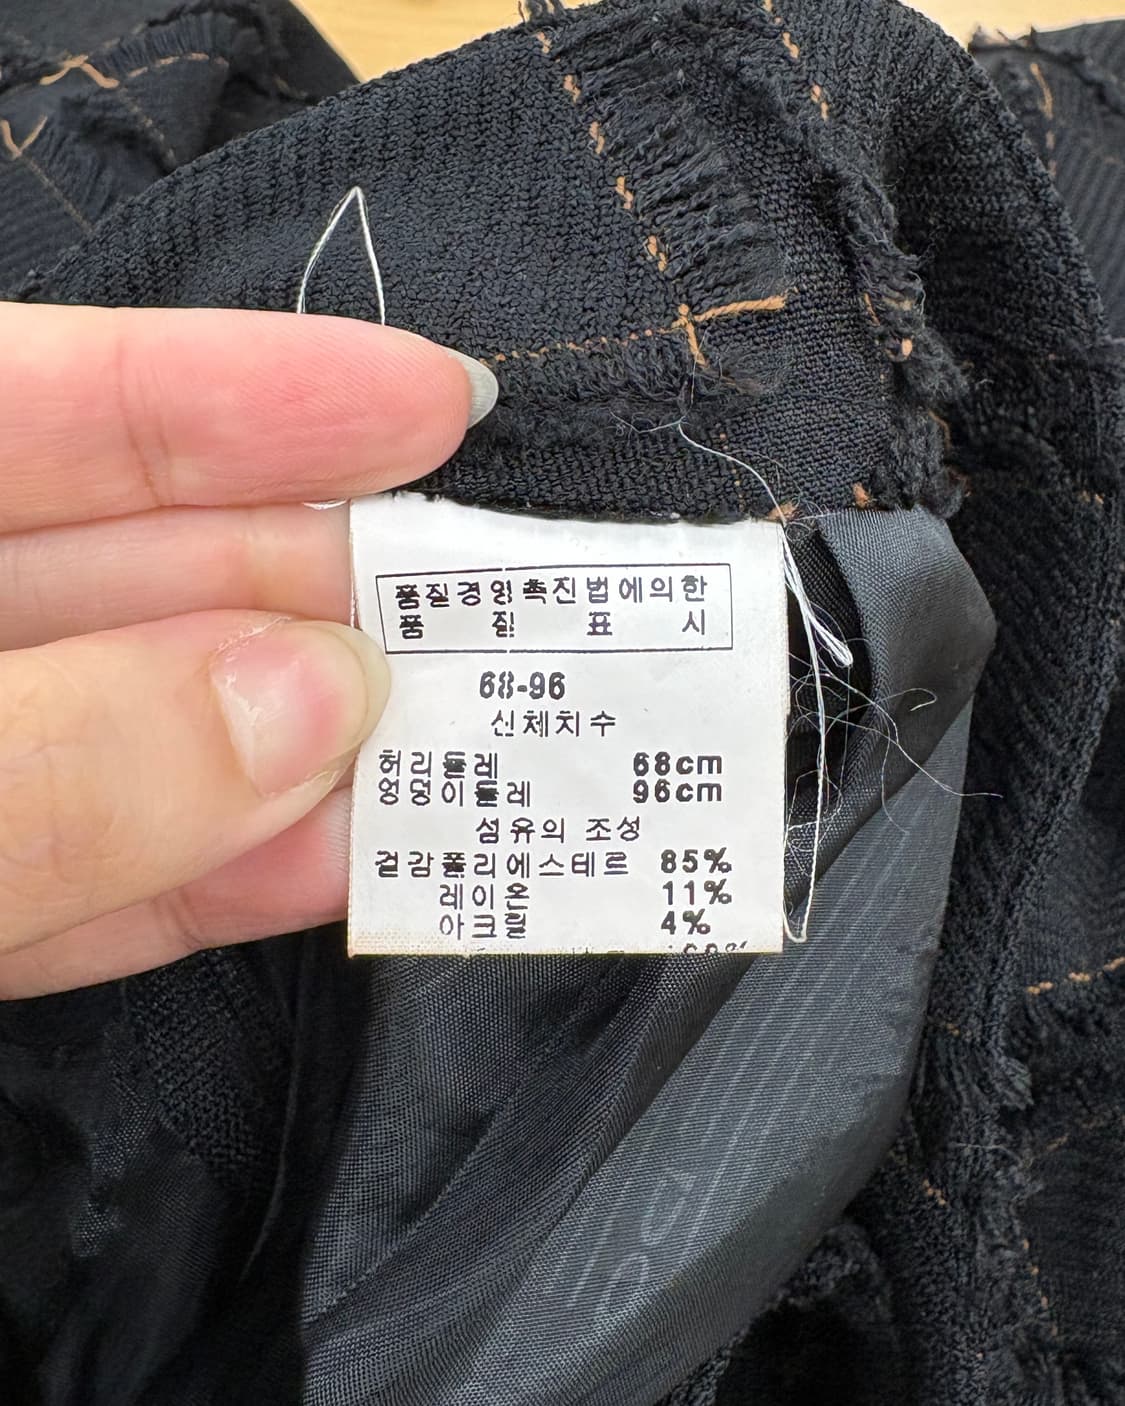 품질경영촉진법에의한
품 질 표 시
68-96
신체치수
허리둘레 68cm
엉덩이둘레 96cm
섬유의 조성
겉감폴리에스테르 85%
레이온 11%
아크릴 4%